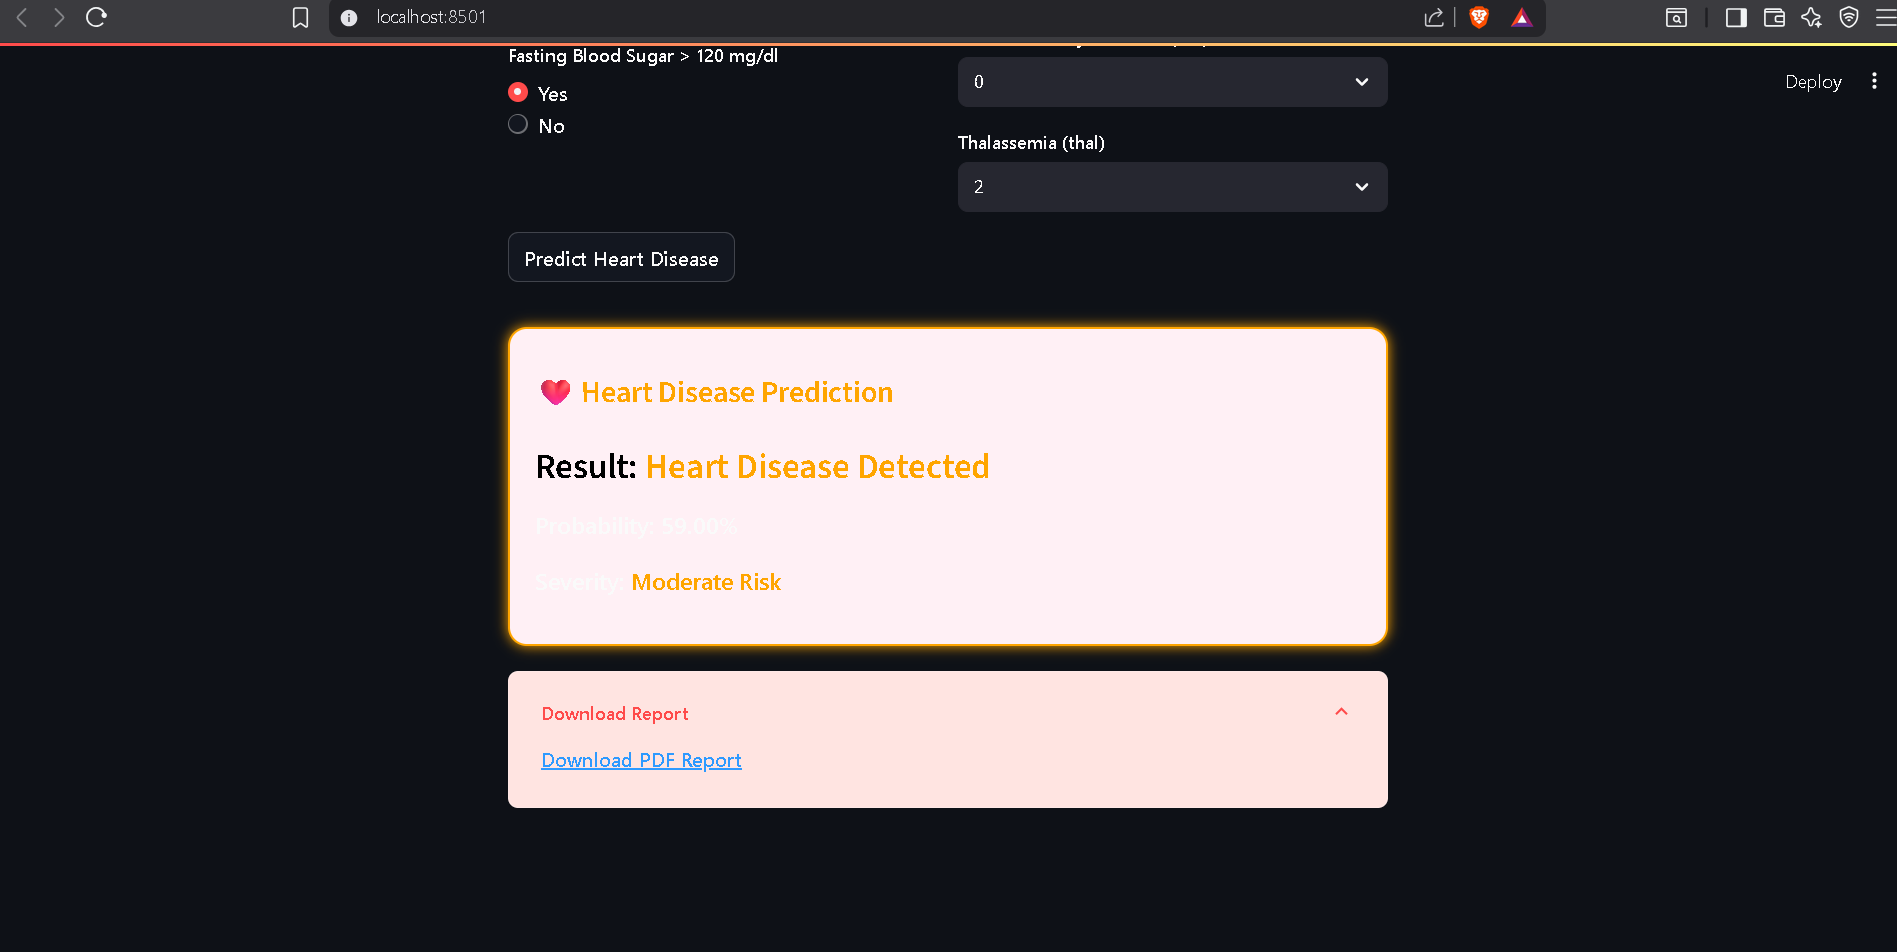 localhost:8501
Deploy
Fasting Blood Sugar > 120 mg/dl
Yes
No
0
Thalassemia (thal)
2
Predict Heart Disease
Heart Disease Prediction
Result: Heart Disease Detected
Probability: 59.00%
Severity: Moderate Risk
Download Report
Download PDF Report